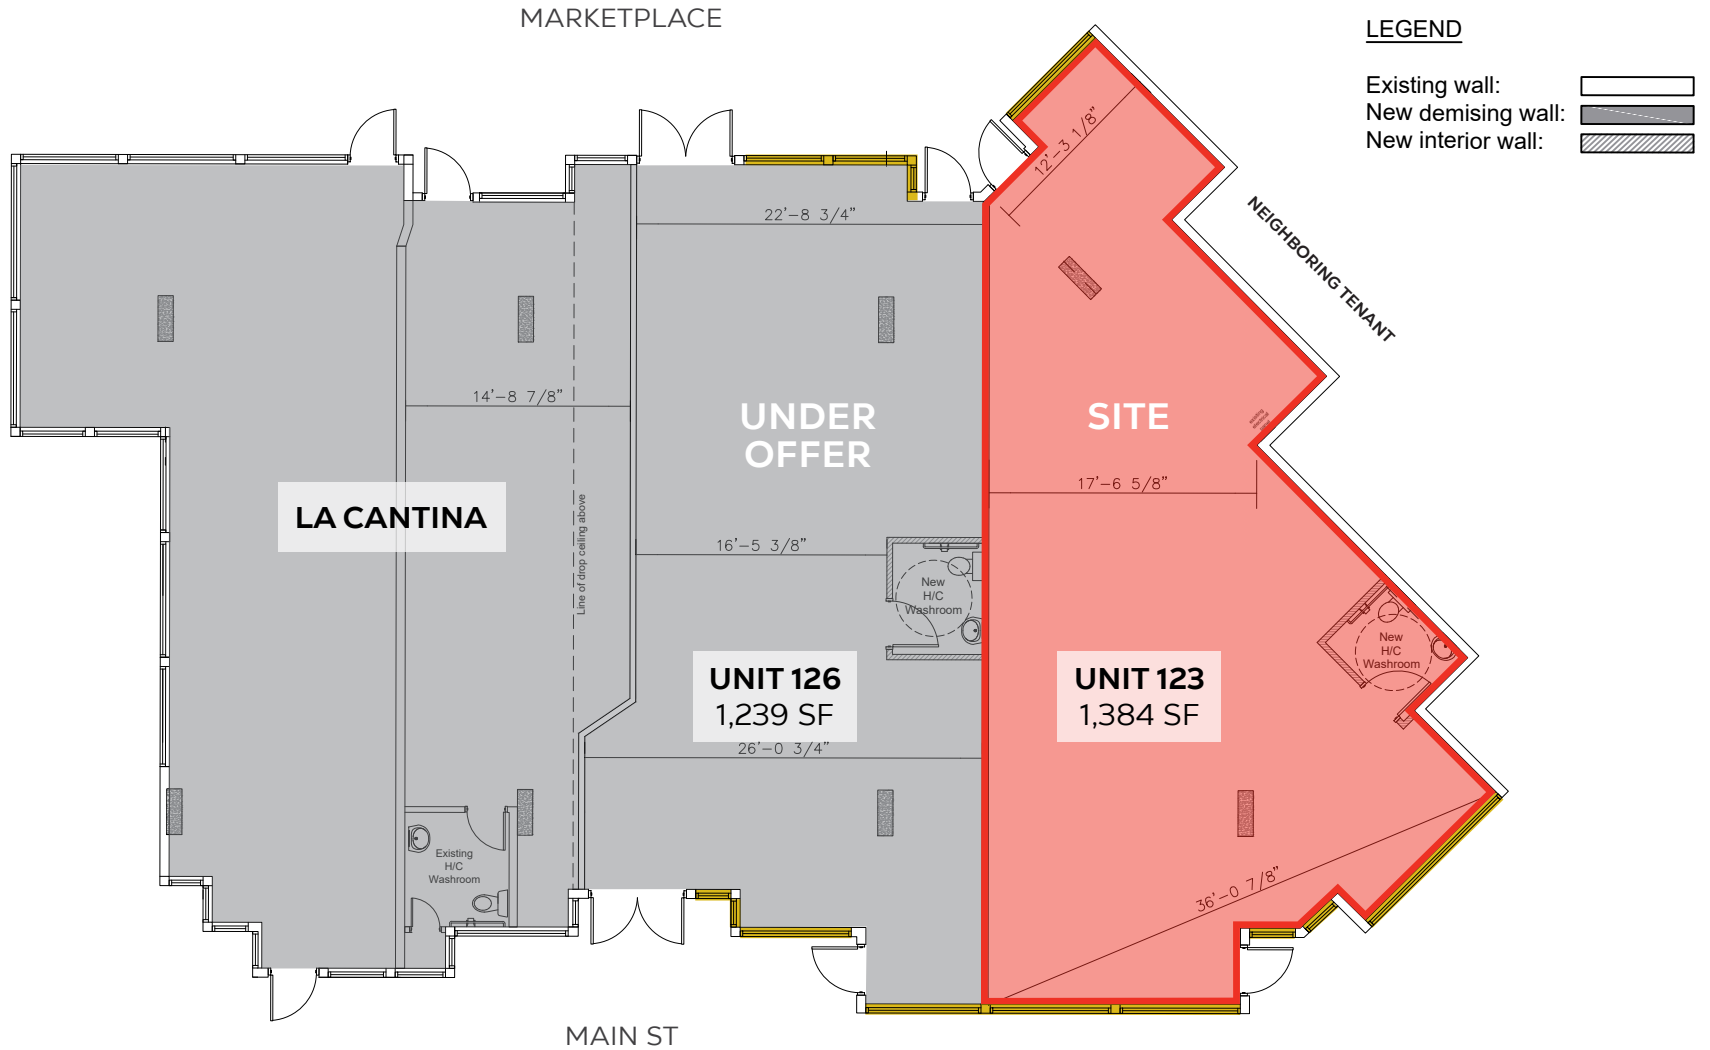 MARKETPLACE
LEGEND
Existing wall:
New demising wall:
New interior wall:
12'-3 1/8"
NEIGHBORING TENANT
22'-8 3/4"
14'-8 7/8"
UNDER
OFFER
SITE
existing
electrical
panel
17'-6 5/8"
LA CANTINA
Line of drop ceiling above
16'-5 3/8"
New
H/C
Washroom
New
H/C
Washroom
UNIT 126
1,239 SF
UNIT 123
1,384 SF
26'-0 3/4"
Existing
H/C
Washroom
36'-0 7/8"
MAIN ST